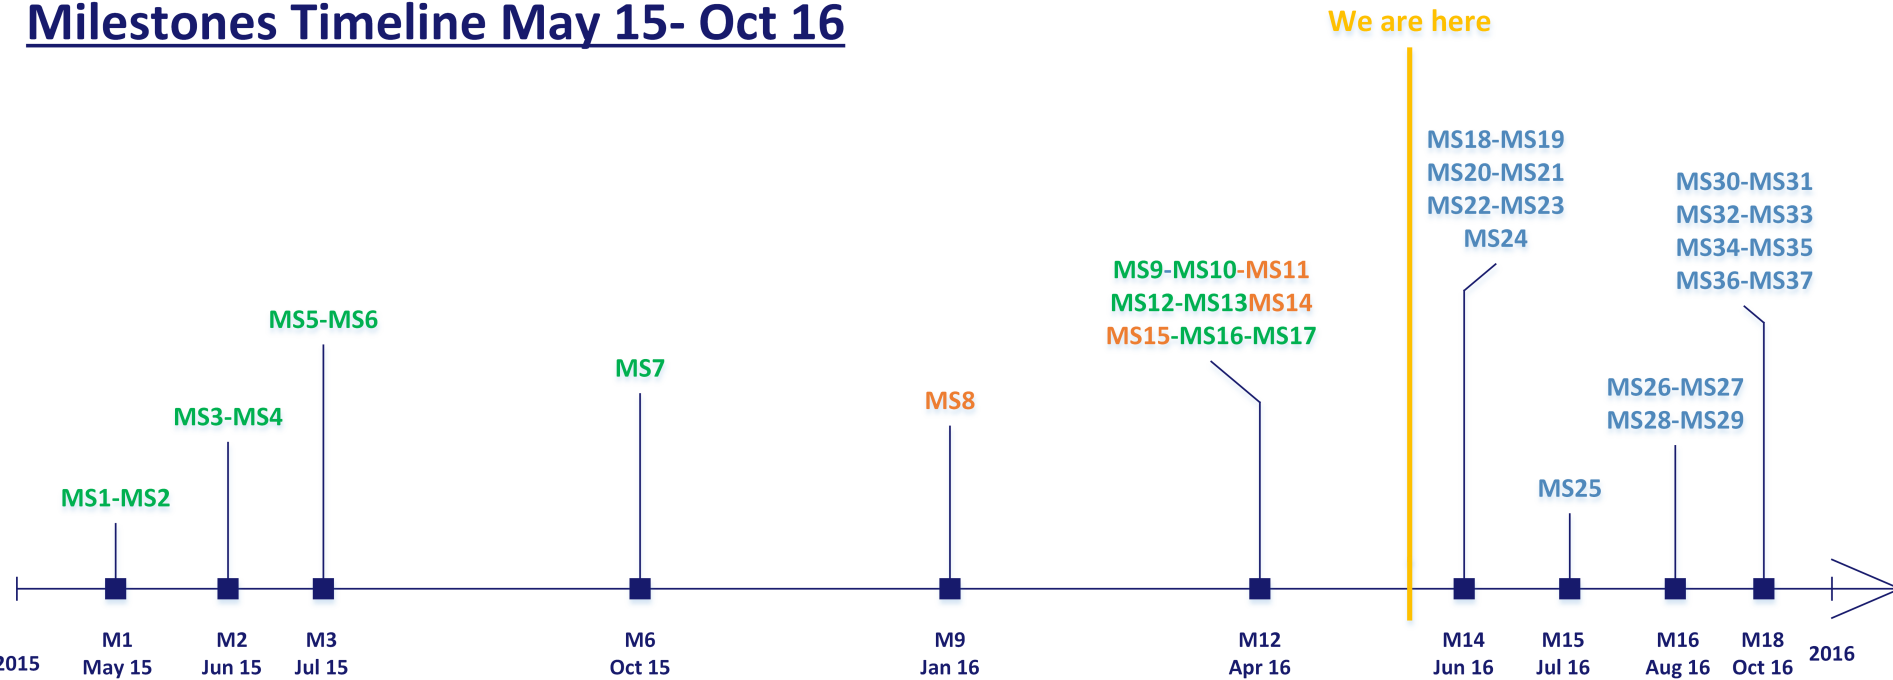 Milestones Timeline May 15- Oct 16
We are here
MS18-MS19
MS20-MS21
MS22-MS23
MS24
MS30-MS31
MS32-MS33
MS34-MS35
MS36-MS37
MS9-MS10-MS11
MS12-MS13MS14
MS15-MS16-MS17
MS5-MS6
MS7
MS8
MS3-MS4
MS26-MS27
MS28-MS29
MS1-MS2
MS25
2015
M1
May 15
M2
Jun 15
M3
Jul 15
M6
Oct 15
M9
Jan 16
M12
Apr 16
M14
Jun 16
M15
Jul 16
M16
Aug 16
M18
Oct 16
2016